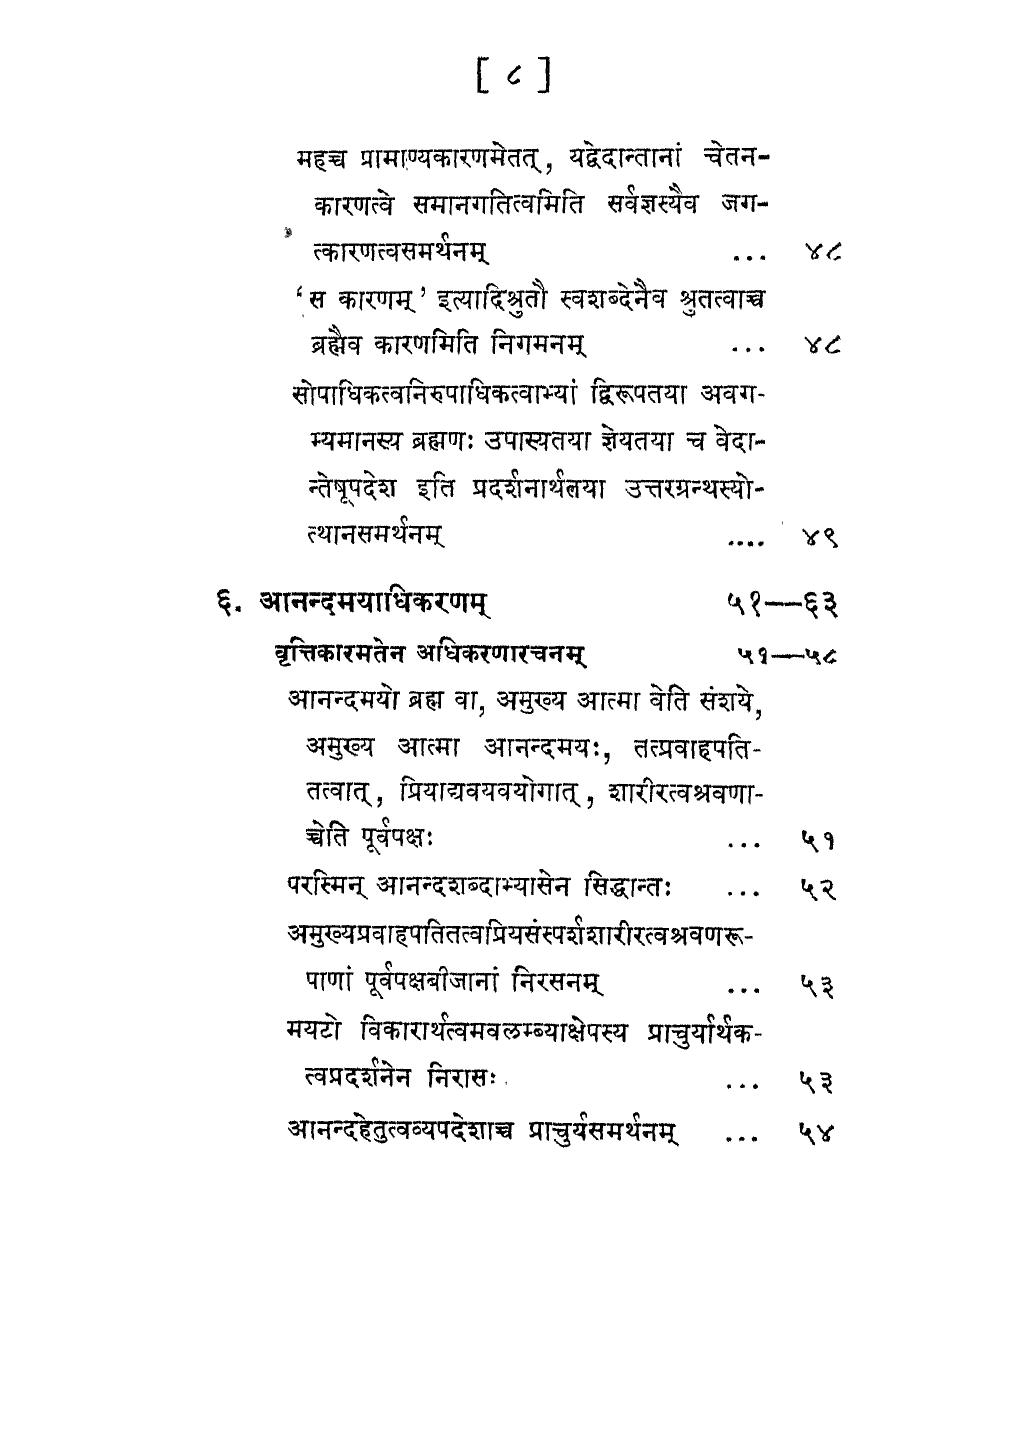 [ ८ ]
महच्च प्रामाण्यकारणमेतत्, यद्वेदान्तानां चेतन-
कारणत्वे समानगतित्वमिति सर्वज्ञस्यैव जग-
त्कारणत्वसमर्थनम् ... ४८
‘स कारणम्’ इत्यादिश्रुतौ स्वशब्देनैव श्रुतत्वाच्च
ब्रह्मैव कारणमिति निगमनम् ... ४८
सोपाधिकत्वनिरुपाधिकत्वाभ्यां द्विरूपतया अवग-
म्यमानस्य ब्रह्मणः उपास्यतया ज्ञेयतया च वेदा-
न्तेषूपदेश इति प्रदर्शनार्थतया उत्तरग्रन्थस्यो-
त्थानसमर्थनम् .... ४९
६. आनन्दमयाधिकरणम् ५१—६३
वृत्तिकारमतेन अधिकरणारचनम् ५१—५८
आनन्दमयो ब्रह्म वा, अमुख्य आत्मा वेति संशये,
अमुख्य आत्मा आनन्दमयः, तत्प्रवाहपति-
तत्वात्, प्रियाद्यवयवयोगात्, शारीरत्वश्रवणा-
च्चेति पूर्वपक्षः ... ५१
परस्मिन् आनन्दशब्दाभ्यासेन सिद्धान्तः ... ५२
अमुख्यप्रवाहपतितत्वप्रियसंस्पर्शशारीरत्वश्रवणरू-
पाणां पूर्वपक्षबीजानां निरसनम् ... ५३
मयटो विकारार्थत्वमवलम्ब्याक्षेपस्य प्राचुर्यार्थक-
त्वप्रदर्शनेन निरासः ... ५३
आनन्दहेतुत्वव्यपदेशाच्च प्राचुर्यसमर्थनम् ... ५४